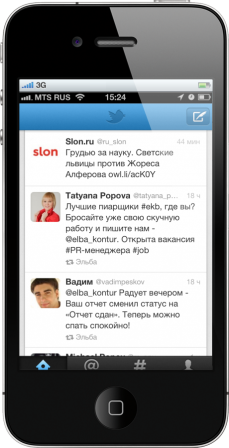 3G
MTS RUS 15:24
Slon.ru @ru_slon 44 мин
slon
Грудью за науку. Светские
львицы против Жореса
Алферова owl.li/acK0Y
Tatyana Popova @tatyana_p... 18 ч
Лучшие пиарщики #ekb, где вы?
Бросайте уже свою скучную
работу и пишите нам -
@elba_kontur. Открыта вакансия
#PR-менеджера #job
Эльба
Вадим @vadimpeskov 18 ч
@elba_kontur Радует вечером -
Ваш отчет сменил статус на
«Отчет сдан». Теперь можно
спать спокойно!
Эльба